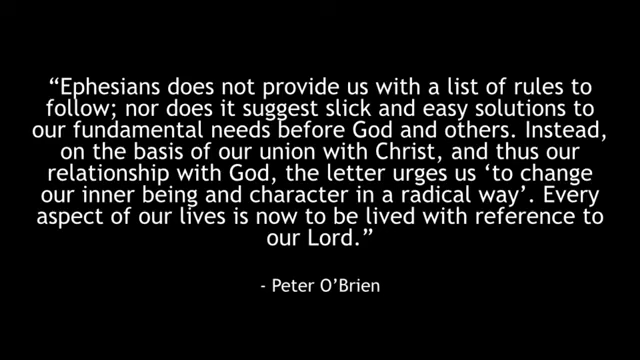 “Ephesians does not provide us with a list of rules to
follow; nor does it suggest slick and easy solutions to
our fundamental needs before God and others. Instead,
on the basis of our union with Christ, and thus our
relationship with God, the letter urges us ‘to change
our inner being and character in a radical way’. Every
aspect of our lives is now to be lived with reference to
our Lord.”
- Peter O’Brien